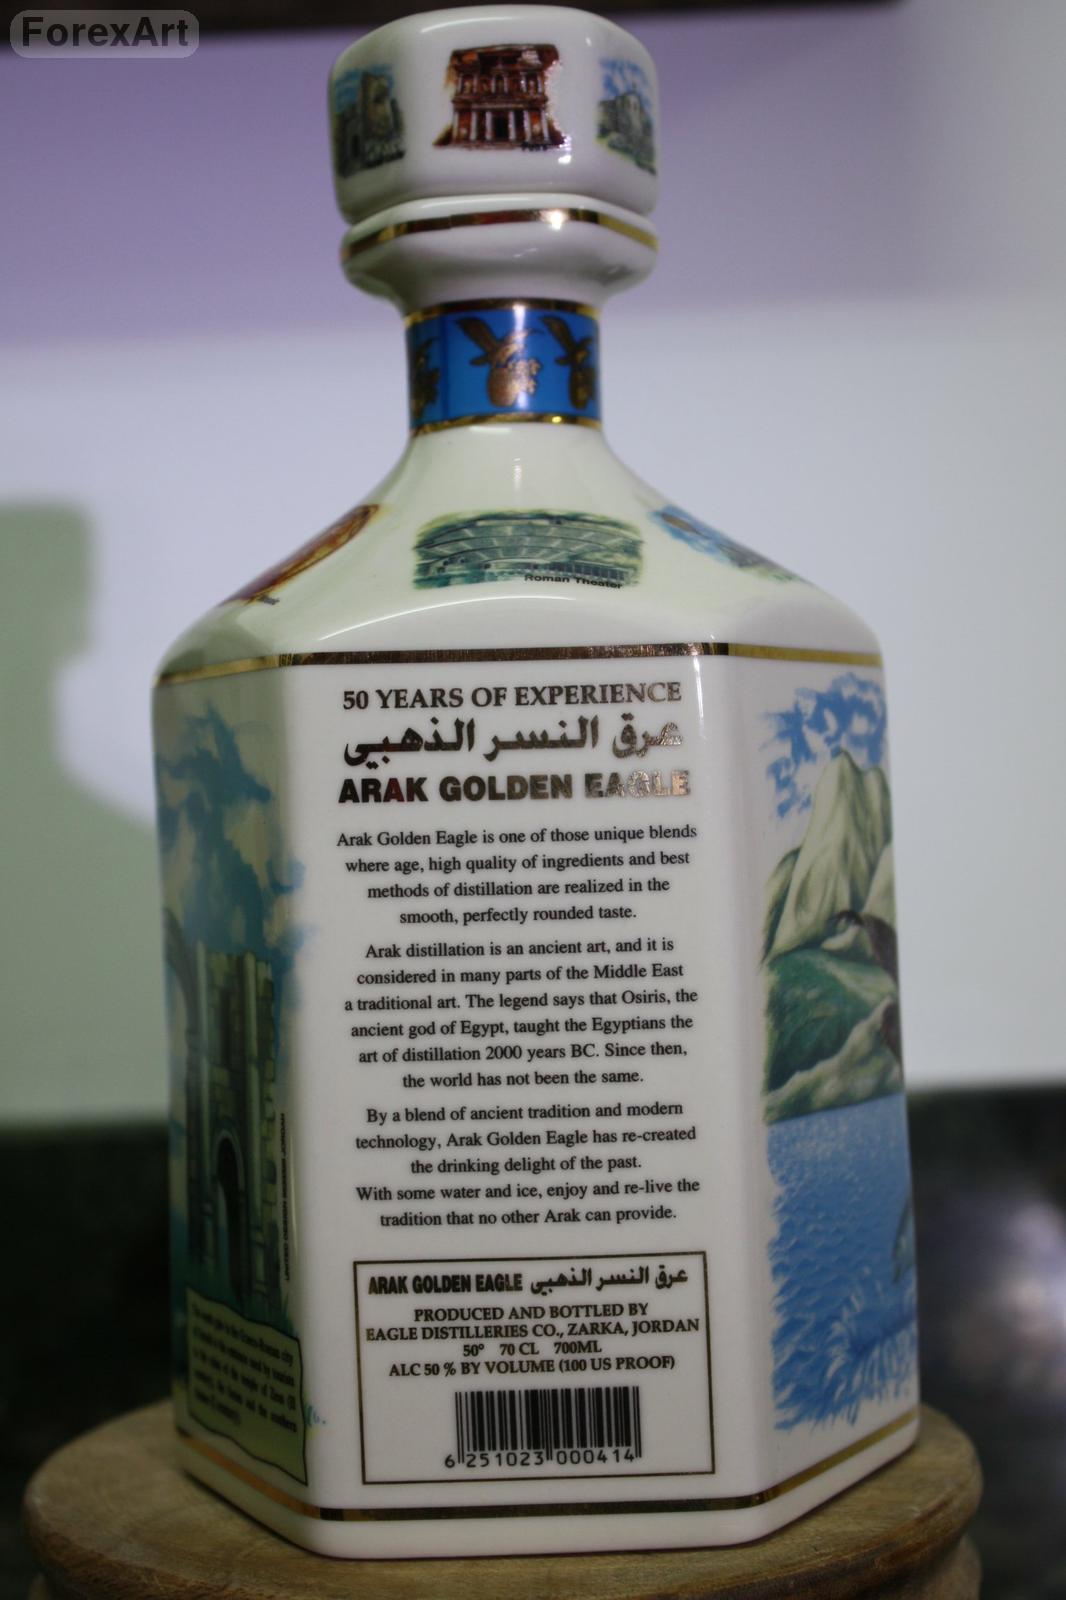 ForexArt
Petra
Roman Theater
50 YEARS OF EXPERIENCE
عرق النسر الذهبي
ARAK GOLDEN EAGLE
Arak Golden Eagle is one of those unique blends
where age, high quality of ingredients and best
methods of distillation are realized in the
smooth, perfectly rounded taste.
Arak distillation is an ancient art, and it is
considered in many parts of the Middle East
a traditional art. The legend says that Osiris, the
ancient god of Egypt, taught the Egyptians the
art of distillation 2000 years BC. Since then,
the world has not been the same.
By a blend of ancient tradition and modern
technology, Arak Golden Eagle has re-created
the drinking delight of the past.
With some water and ice, enjoy and re-live the
tradition that no other Arak can provide.
ARAK GOLDEN EAGLE عرق النسر الذهبي
PRODUCED AND BOTTLED BY
EAGLE DISTILLERIES CO., ZARKA, JORDAN
50° 70 CL 700ML
ALC 50 % BY VOLUME (100 US PROOF)
6 251023 000414